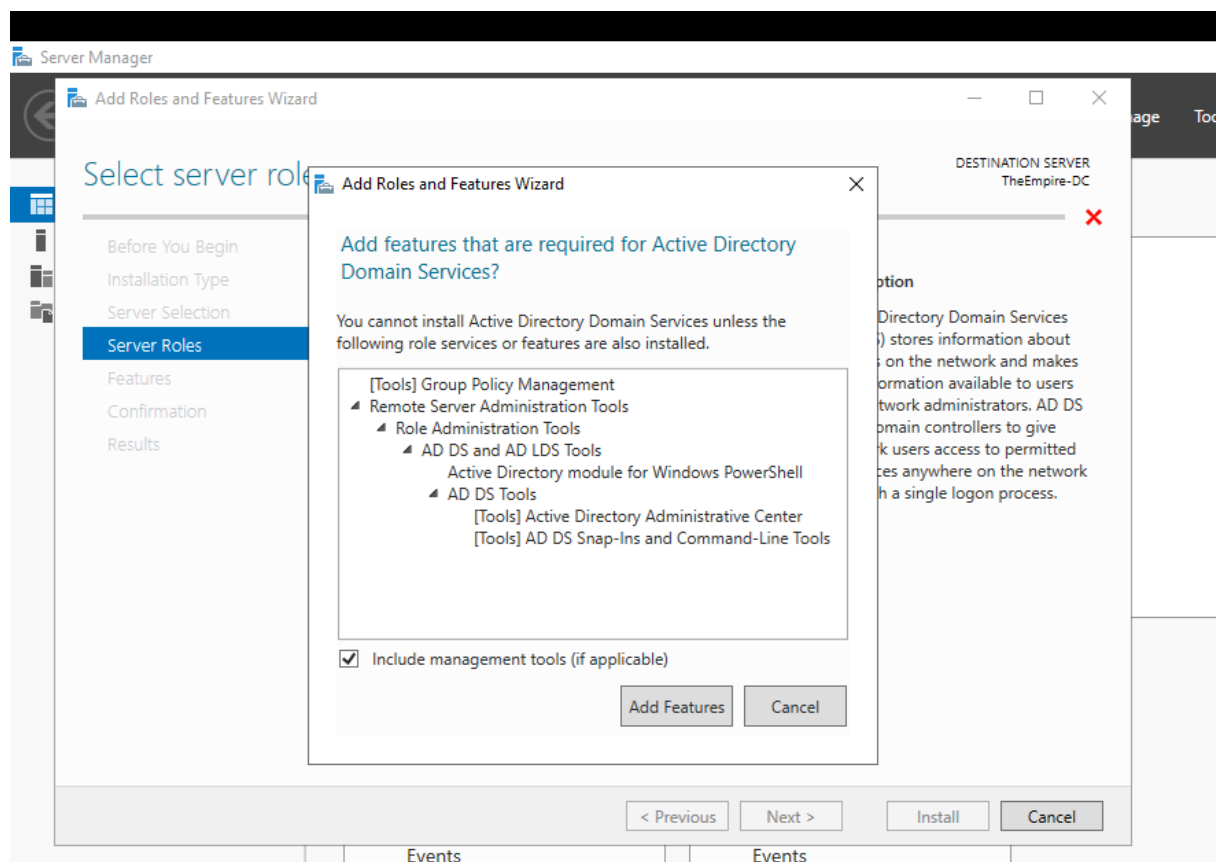 Server Manager
Add Roles and Features Wizard
age
Select server
DESTINATION SERVER
TheEmpire-DC
Before You Begin
Installation Type
Server Selection
Server Roles
Features
Confirmation
Results
Add Roles and Features Wizard
Add features that are required for Active Directory
Domain Services?
You cannot install Active Directory Domain Services unless the
following role services or features are also installed.
[Tools] Group Policy Management
Remote Server Administration Tools
Role Administration Tools
AD DS and AD LDS Tools
Active Directory module for Windows PowerShell
AD DS Tools
[Tools] Active Directory Administrative Center
[Tools] AD DS Snap-Ins and Command-Line Tools
Include management tools (if applicable)
Add Features
Cancel
Directory Domain Services
) stores information about
on the network and makes
ormation available to users
twork administrators. AD DS
omain controllers to give
k users access to permitted
ces anywhere on the network
h a single logon process.
< Previous
Next >
Install
Cancel
Events
Events